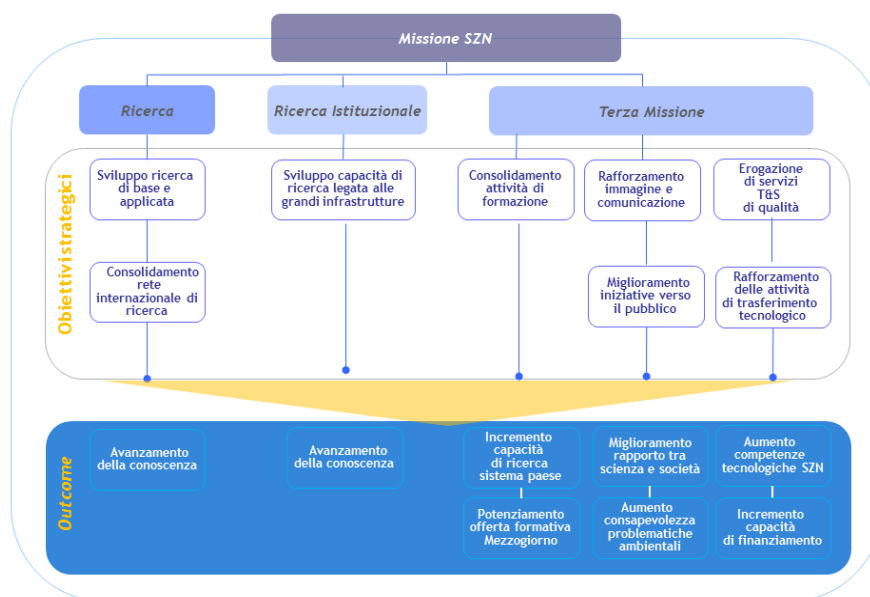 Missione SZN
Ricerca
Ricerca Istituzionale
Terza Missione
Obiettivi strategici
Sviluppo ricerca
di base e
applicata
Sviluppo capacità di
ricerca legata alle
grandi infrastrutture
Consolidamento
attività di
formazione
Rafforzamento
immagine e
comunicazione
Erogazione
di servizi
T&S
di qualità
Consolidamento
rete
internazionale di
ricerca
Miglioramento
iniziative verso
il pubblico
Rafforzamento
delle attività
di trasferimento
tecnologico
Outcome
Avanzamento
della conoscenza
Avanzamento
della conoscenza
Incremento
capacità
di ricerca
sistema paese
Miglioramento
rapporto tra
scienza e società
Aumento
competenze
tecnologiche SZN
Potenziamento
offerta formativa
Mezzogiorno
Aumento
consapevolezza
problematiche
ambientali
Incremento
capacità
di finanziamento